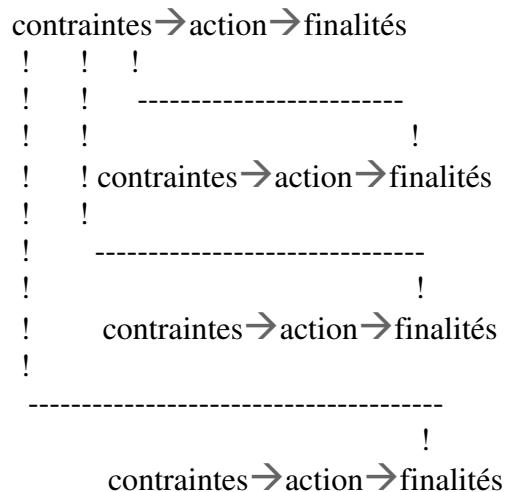 contraintes→action→finalités
! ! !
! ! -------------------------
! ! !
! ! contraintes→action→finalités
! !
! -------------------------------
! !
! contraintes→action→finalités
!
---------------------------------------
!
contraintes→action→finalités